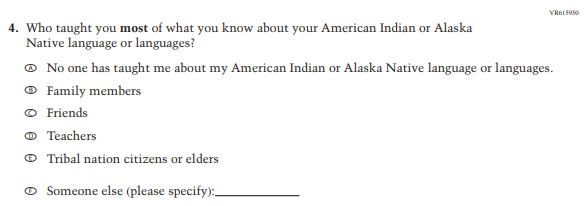 VR615950
4. Who taught you most of what you know about your American Indian or Alaska
Native language or languages?
A No one has taught me about my American Indian or Alaska Native language or languages.
B Family members
C Friends
D Teachers
E Tribal nation citizens or elders
F Someone else (please specify):____________